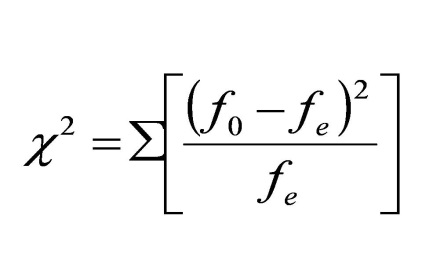 χ² = Σ[(f₀ − fₑ)² / fₑ]